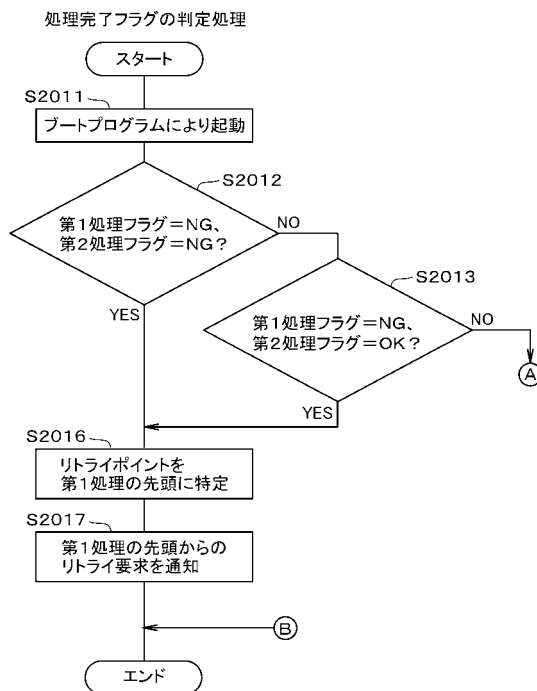 処理完了フラグの判定処理
スタート
S2011
ブートプログラムにより起動
S2012
第1処理フラグ=NG、
第2処理フラグ=NG?
NO
YES
S2013
第1処理フラグ=NG、
第2処理フラグ=OK?
NO
A
YES
S2016
リトライポイントを
第1処理の先頭に特定
S2017
第1処理の先頭からの
リトライ要求を通知
B
エンド